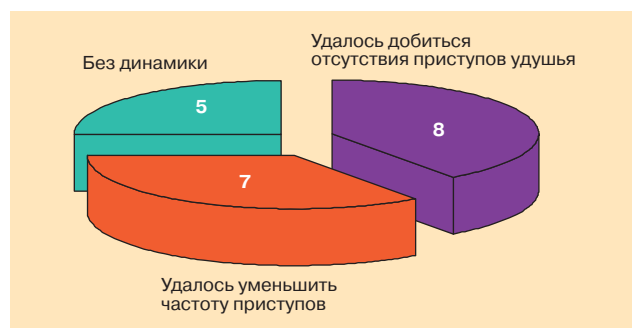 Без динамики
5
Удалось добиться
отсутствия приступов удушья
8
7
Удалось уменьшить
частоту приступов